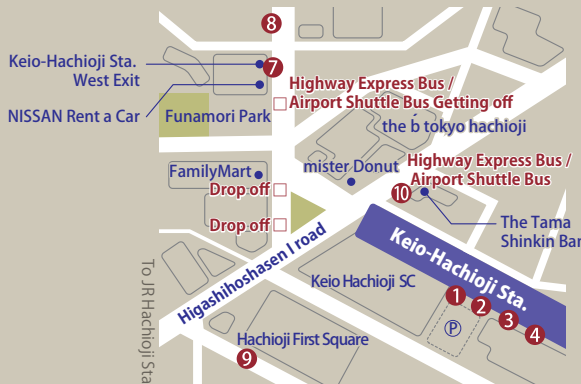 8
Keio-Hachioji Sta.
West Exit
7
NISSAN Rent a Car
Funamori Park
Highway Express Bus /
Airport Shuttle Bus Getting off
the b tokyo hachioji
FamilyMart
mister Donut
Highway Express Bus /
Airport Shuttle Bus
Drop off
10
Drop off
The Tama
Shinkin Ban
Higashihoshasen I road
Keio-Hachioji Sta.
To JR Hachioji Sta
Keio Hachioji SC
1
2
3
4
P
Hachioji First Square
9